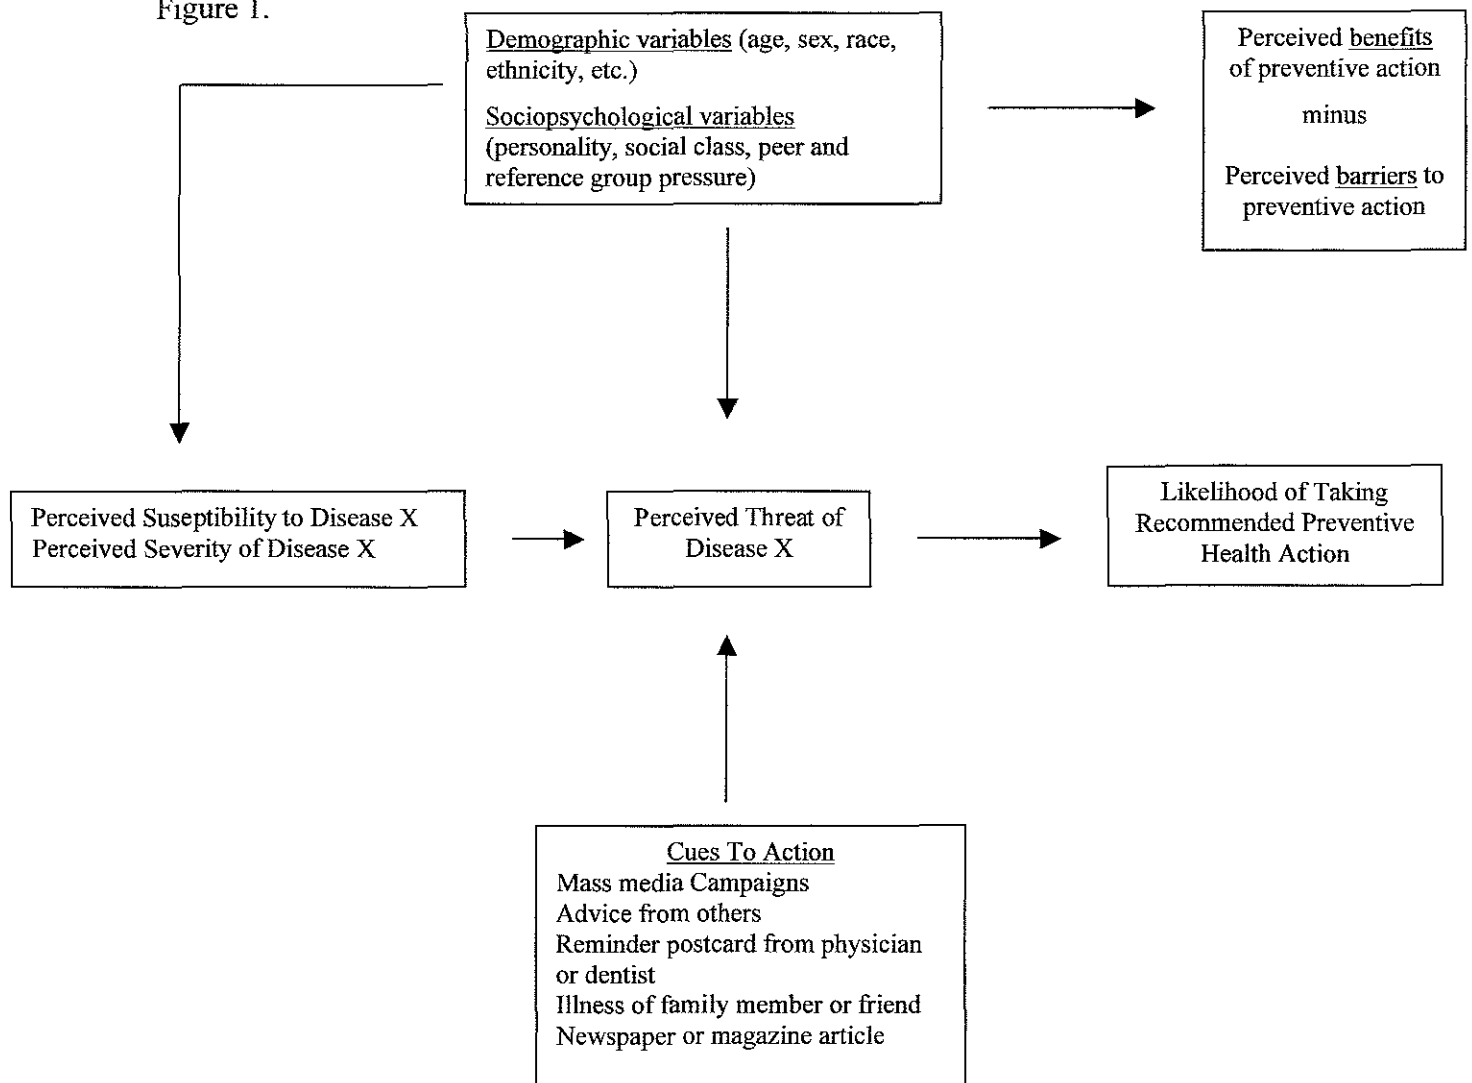 Figure 1.
Demographic variables (age, sex, race,
ethnicity, etc.)
Sociopsychological variables
(personality, social class, peer and
reference group pressure)
Perceived benefits
of preventive action
minus
Perceived barriers to
preventive action
Perceived Suseptibility to Disease X
Perceived Severity of Disease X
Perceived Threat of
Disease X
Likelihood of Taking
Recommended Preventive
Health Action
Cues To Action
Mass media Campaigns
Advice from others
Reminder postcard from physician
or dentist
Illness of family member or friend
Newspaper or magazine article